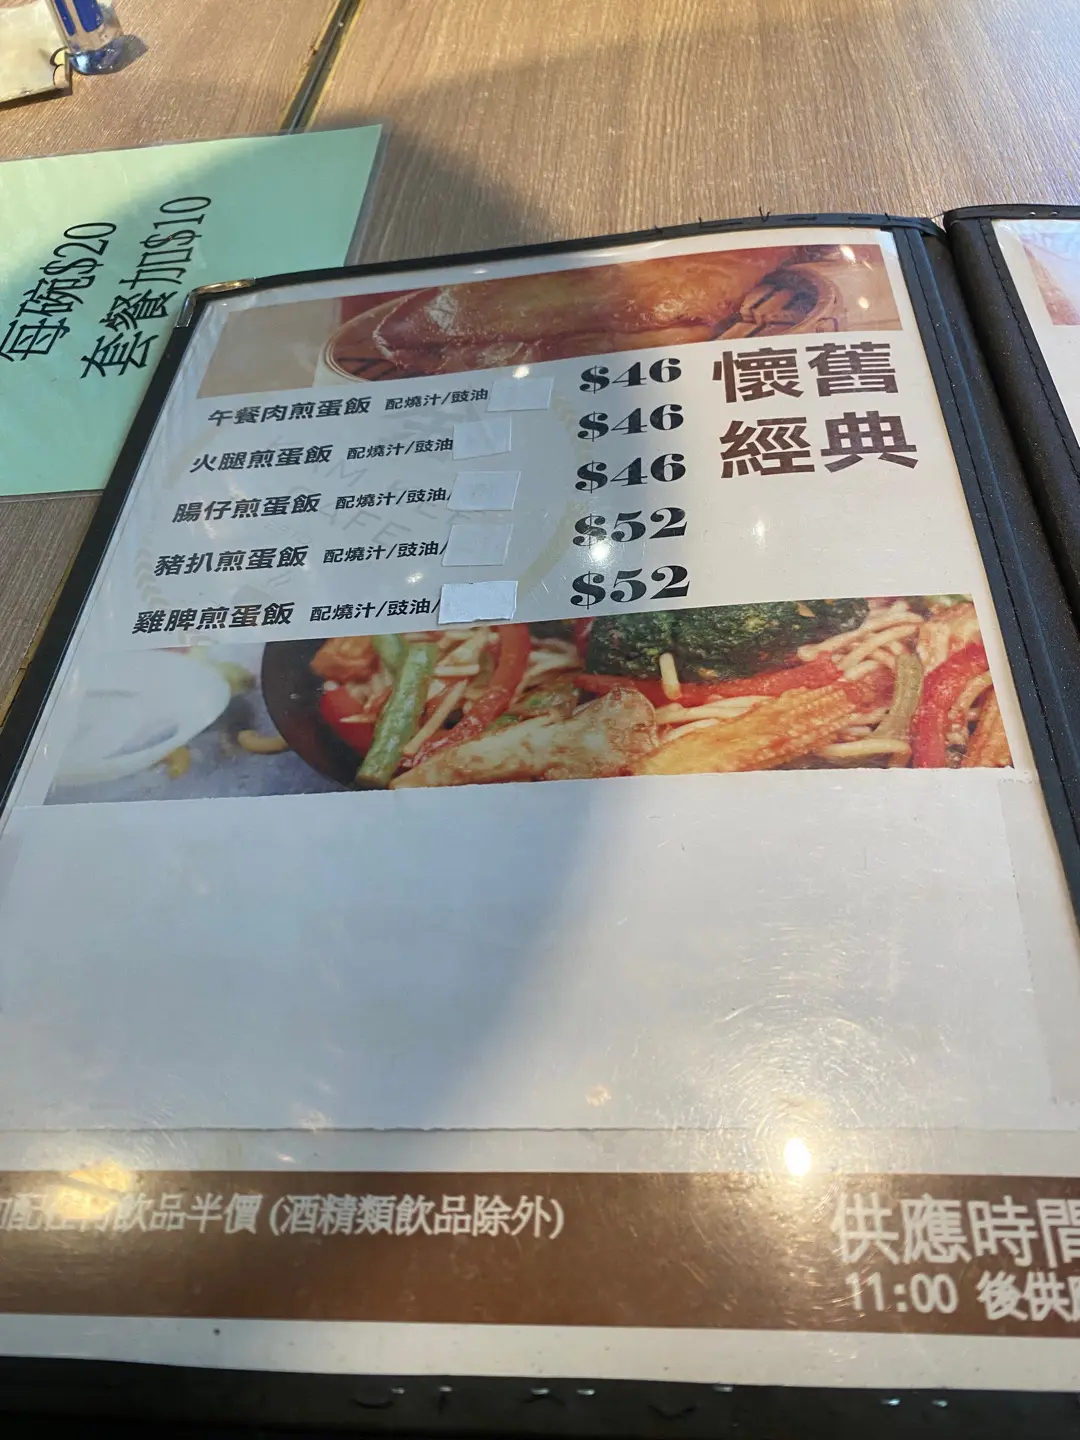 每碗$20
套餐加$10
懷舊
經典
午餐肉煎蛋飯 配燒汁/豉油 $46
火腿煎蛋飯 配燒汁/豉油 $46
腸仔煎蛋飯 配燒汁/豉油/ $46
豬扒煎蛋飯 配燒汁/豉油/ $52
雞脾煎蛋飯 配燒汁/豉油/ $52
飲品半價 (酒精類飲品除外)
供應時間
11:00 後供